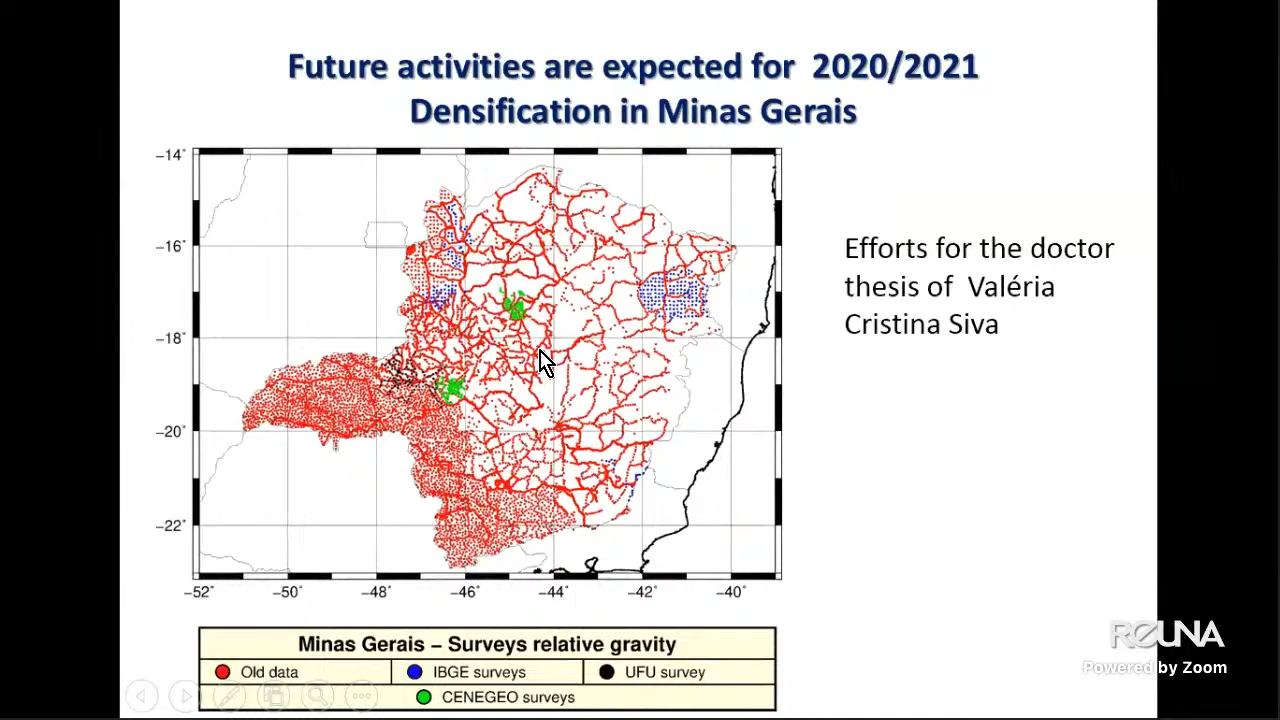 Future activities are expected for 2020/2021
Densification in Minas Gerais
-14°
-16°
-18°
-20°
-22°
-52°
-50°
-48°
-46°
-44°
-42°
-40°
Efforts for the doctor
thesis of Valéria
Cristina Siva
Minas Gerais – Surveys relative gravity
Old data
IBGE surveys
UFU survey
CENEGEO surveys
REUNA
Powered by Zoom